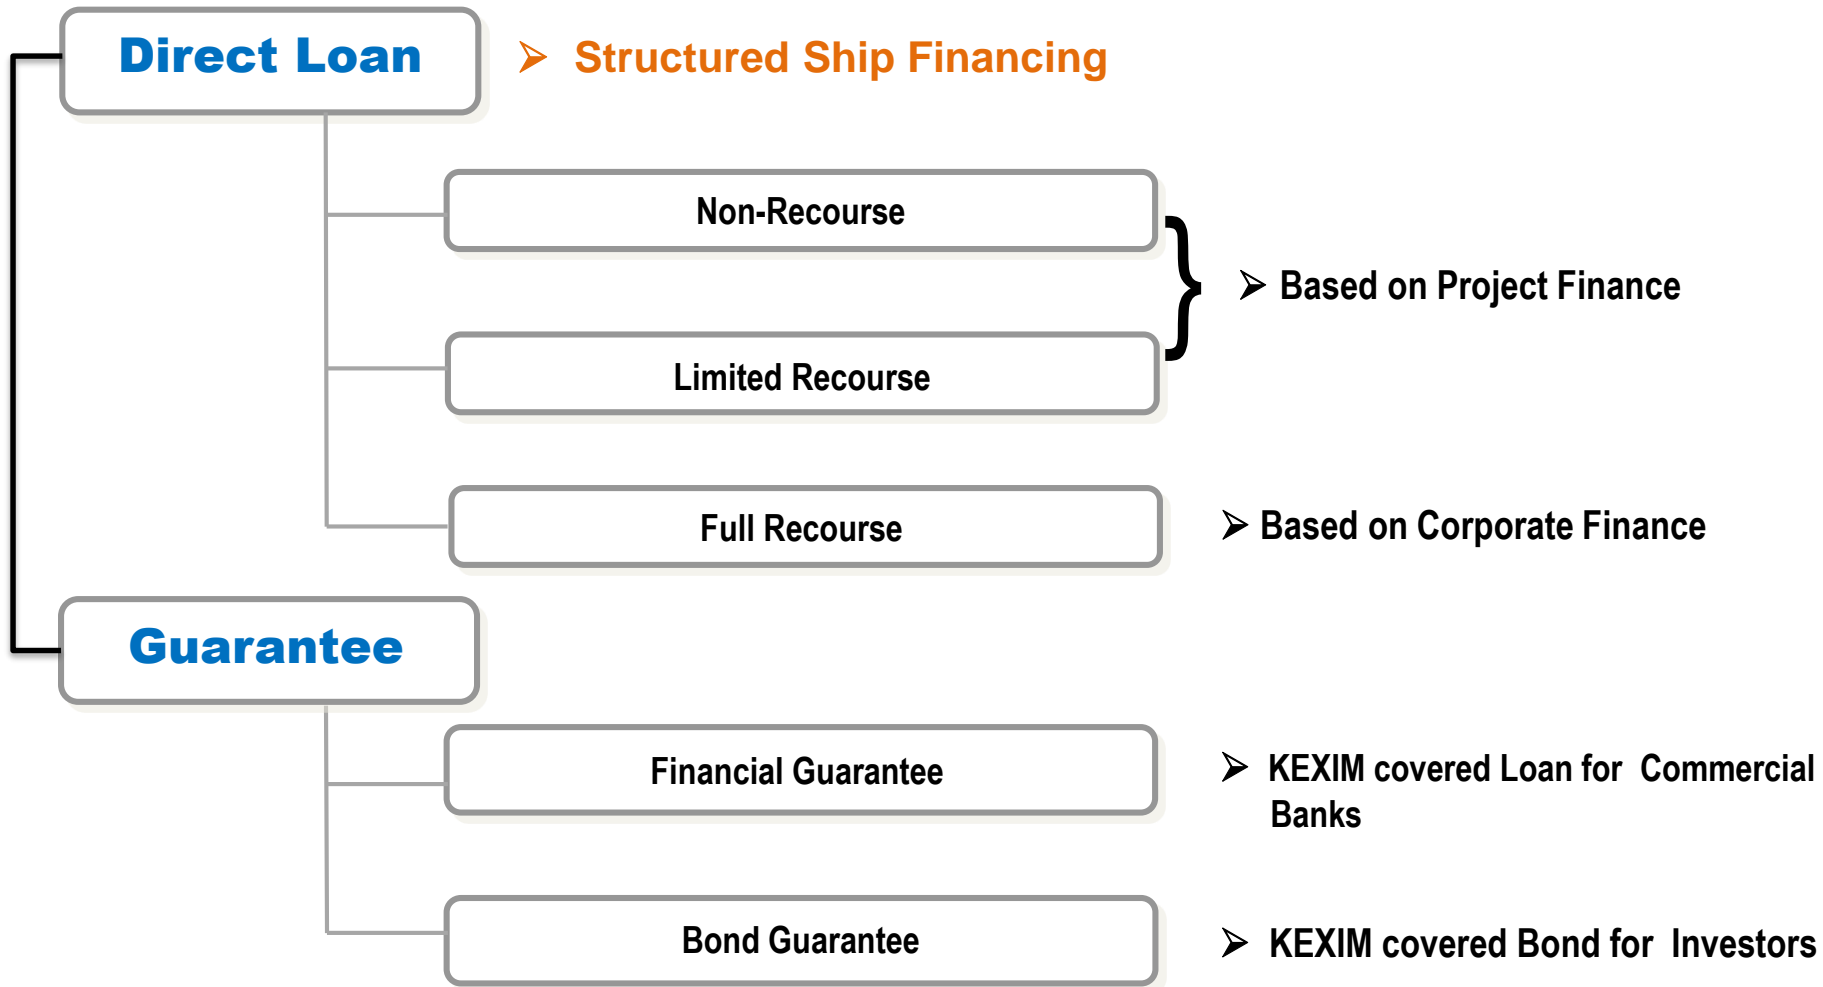 Direct Loan
➢ Structured Ship Financing
Non-Recourse
➢ Based on Project Finance
Limited Recourse
Full Recourse
➢ Based on Corporate Finance
Guarantee
Financial Guarantee
➢ KEXIM covered Loan for Commercial
Banks
Bond Guarantee
➢ KEXIM covered Bond for Investors